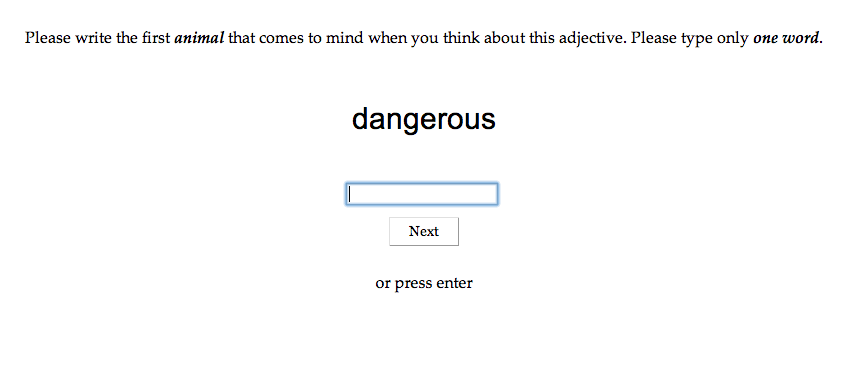 Please write the first animal that comes to mind when you think about this adjective. Please type only one word.
dangerous
Next
or press enter